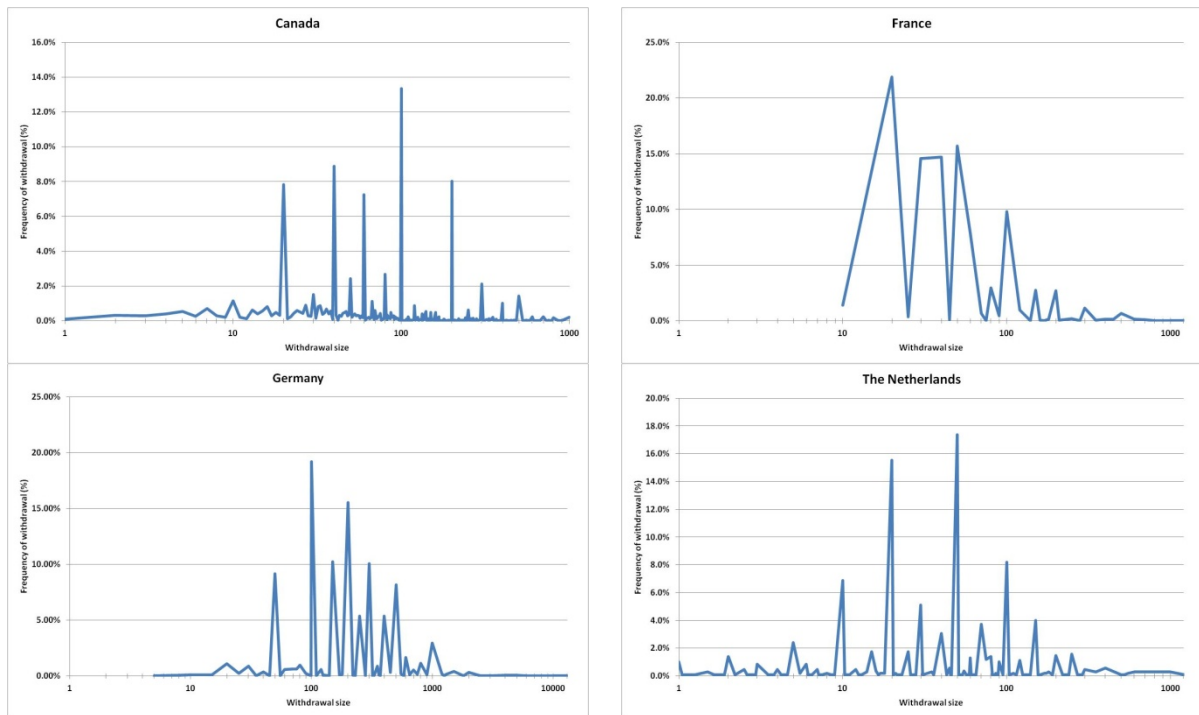 Canada
16.0%
14.0%
12.0%
10.0%
8.0%
6.0%
4.0%
2.0%
0.0%
Frequency of withdrawal (%)
1 10 100 1000
Withdrawal size
France
25.0%
20.0%
15.0%
10.0%
5.0%
0.0%
Frequency of withdrawal (%)
1 10 100 1000
Withdrawal size
Germany
25.00%
20.00%
15.00%
10.00%
5.00%
0.00%
Frequency of withdrawal (%)
1 10 100 1000 10000
Withdrawal size
The Netherlands
20.0%
18.0%
16.0%
14.0%
12.0%
10.0%
8.0%
6.0%
4.0%
2.0%
0.0%
Frequency of withdrawal (%)
1 10 100 1000
Withdrawal size